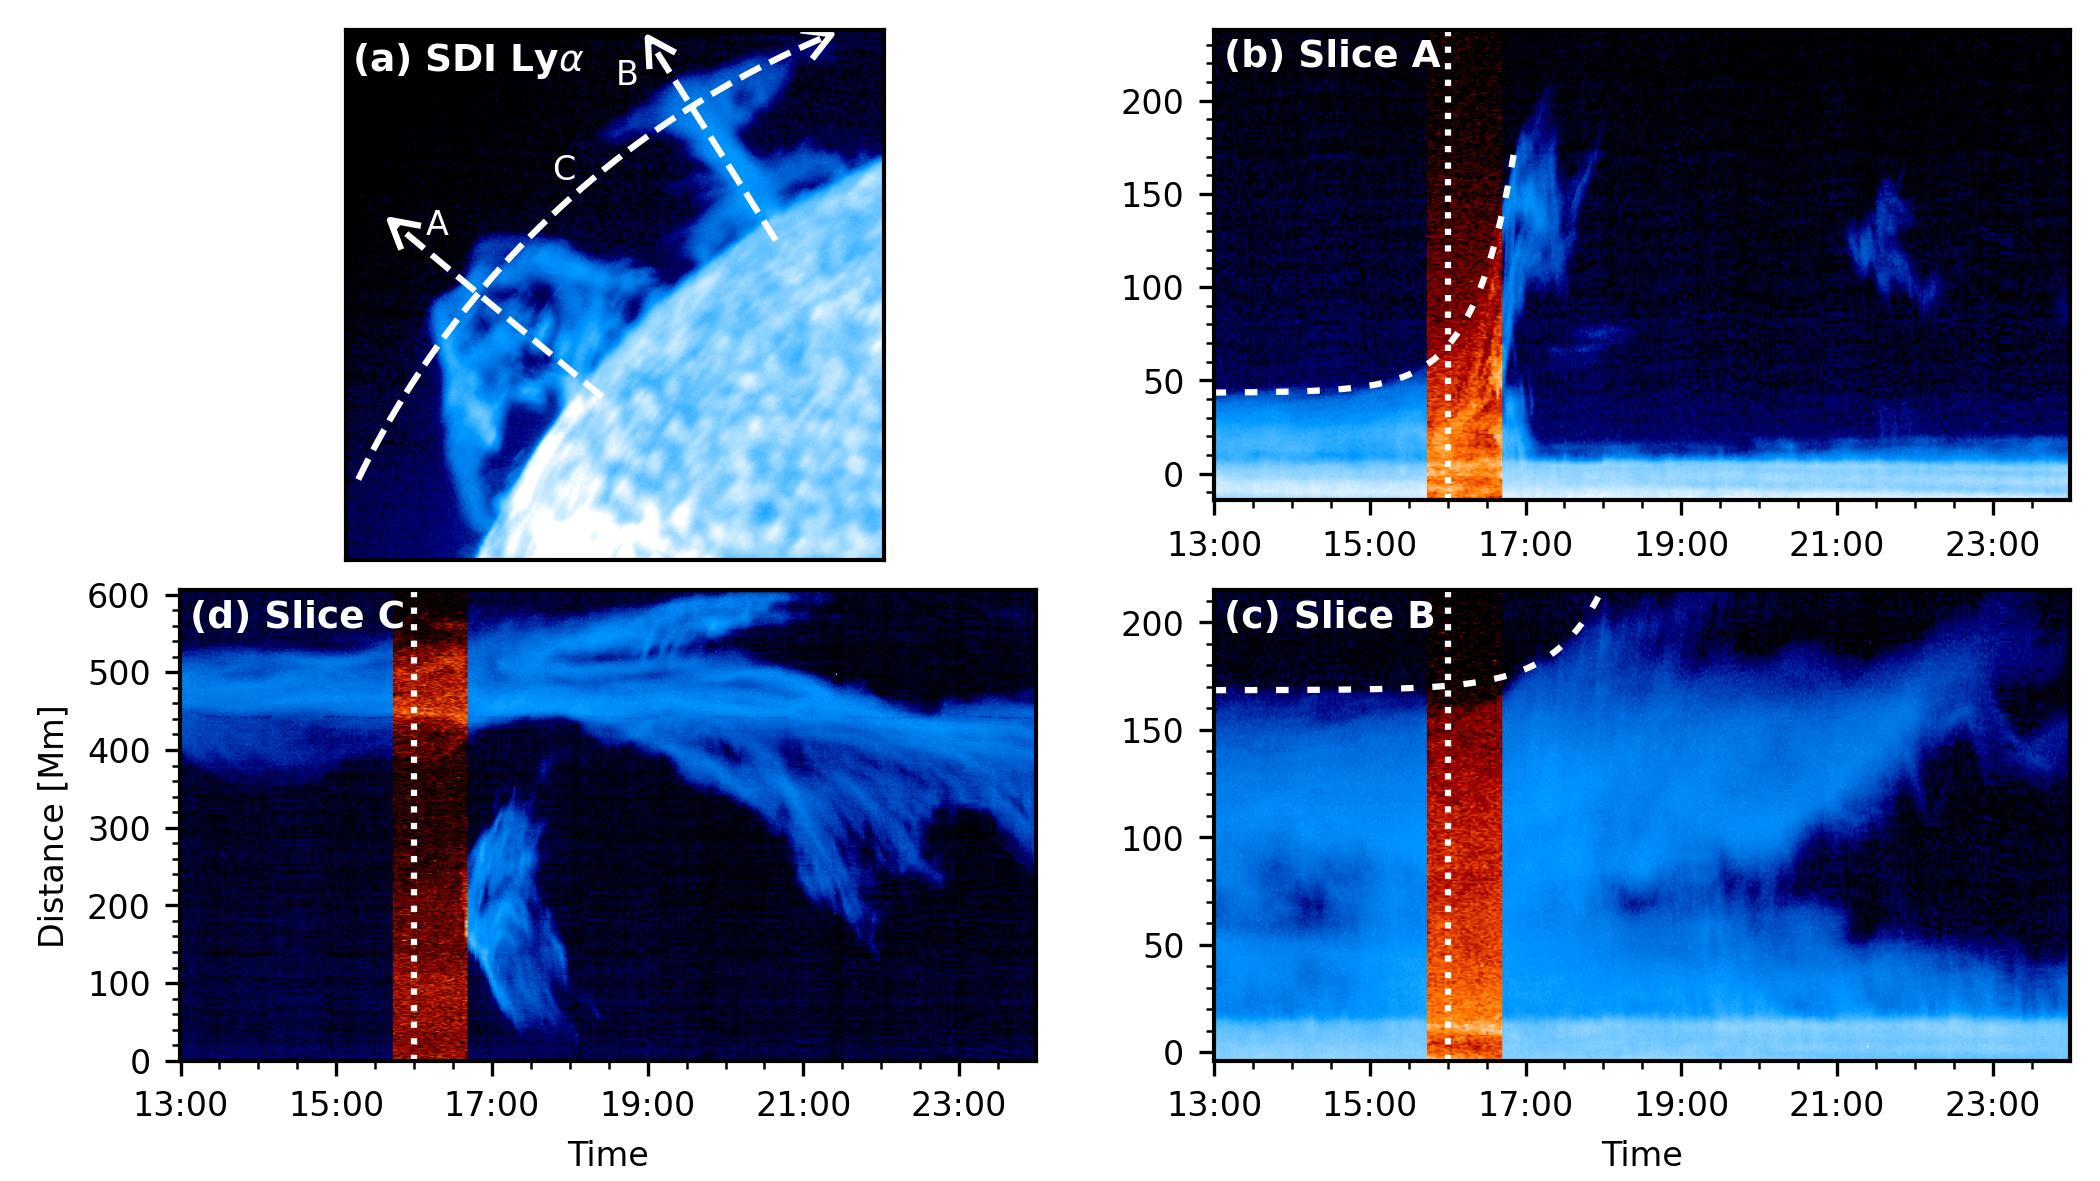 (a) SDI Lyα
B
C
A
(b) Slice A
200
150
100
50
0
13:00 15:00 17:00 19:00 21:00 23:00
(d) Slice C
600
500
400
300
200
100
0
Distance [Mm]
13:00 15:00 17:00 19:00 21:00 23:00
Time
(c) Slice B
200
150
100
50
0
13:00 15:00 17:00 19:00 21:00 23:00
Time